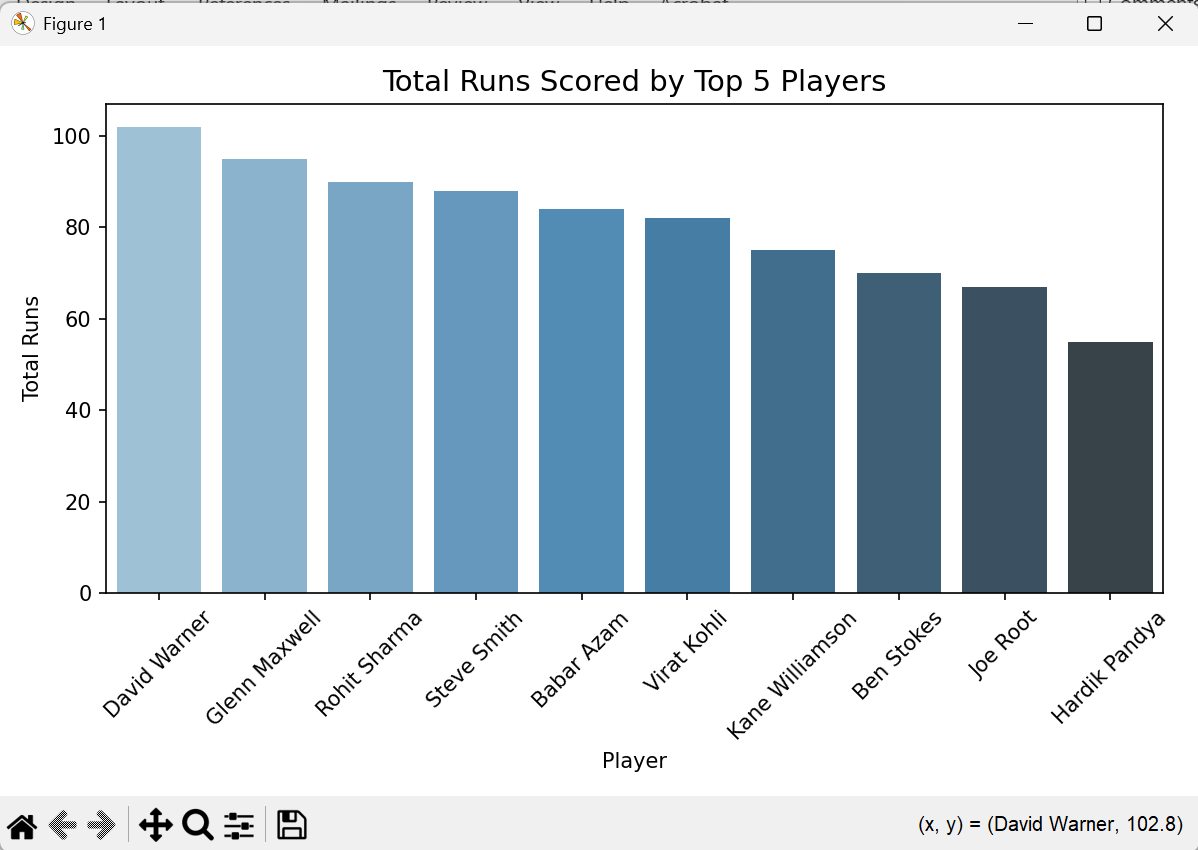 Figure 1
Total Runs Scored by Top 5 Players
Total Runs
100
80
60
40
20
0
David Warner
Glenn Maxwell
Rohit Sharma
Steve Smith
Babar Azam
Virat Kohli
Kane Williamson
Ben Stokes
Joe Root
Hardik Pandya
Player
(x, y) = (David Warner, 102.8)